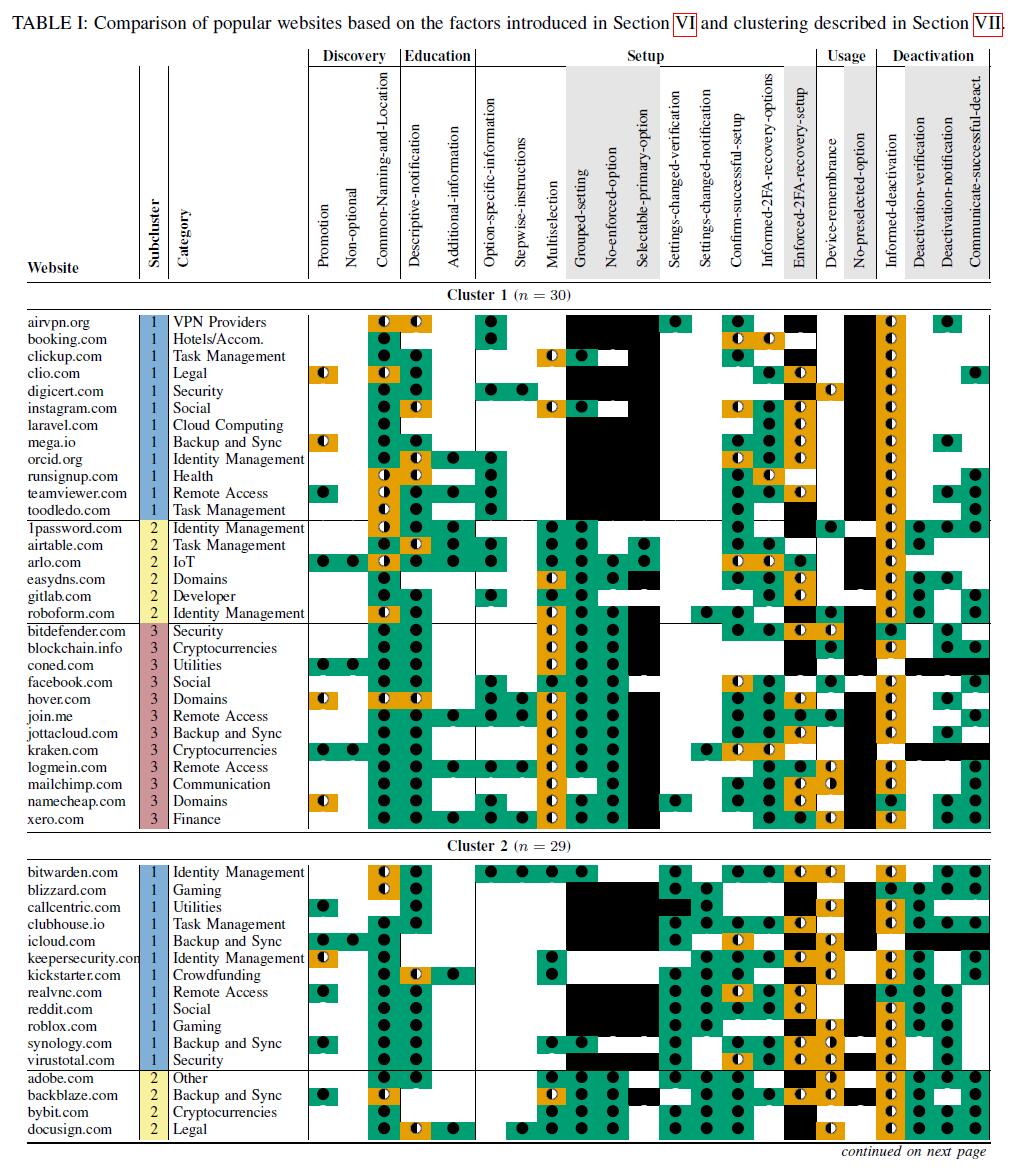 TABLE I: Comparison of popular websites based on the factors introduced in Section VI and clustering described in Section VII.
Discovery Education Setup Usage Deactivation
Website
Subcluster
Category
Promotion
Non-optional
Common-Naming-and-Location
Descriptive-notification
Additional-information
Option-specific-information
Stepwise-instructions
Multiselection
Grouped-setting
No-enforced-option
Selectable-primary-option
Settings-changed-verification
Settings-changed-notification
Confirm-successful-setup
Informed-2FA-recovery-options
Enforced-2FA-recovery-setup
Device-remembrance
No-preselected-option
Informed-deactivation
Deactivation-verification
Deactivation-notification
Communicate-successful-deact.
Cluster 1 (n = 30)
airvpn.org 1 VPN Providers
booking.com 1 Hotels/Accom.
clickup.com 1 Task Management
clio.com 1 Legal
digicert.com 1 Security
instagram.com 1 Social
laravel.com 1 Cloud Computing
mega.io 1 Backup and Sync
orcid.org 1 Identity Management
runsignup.com 1 Health
teamviewer.com 1 Remote Access
toodledo.com 1 Task Management
1password.com 2 Identity Management
airtable.com 2 Task Management
arlo.com 2 IoT
easydns.com 2 Domains
gitlab.com 2 Developer
roboform.com 2 Identity Management
bitdefender.com 3 Security
blockchain.info 3 Cryptocurrencies
coned.com 3 Utilities
facebook.com 3 Social
hover.com 3 Domains
join.me 3 Remote Access
jottacloud.com 3 Backup and Sync
kraken.com 3 Cryptocurrencies
logmein.com 3 Remote Access
mailchimp.com 3 Communication
namecheap.com 3 Domains
xero.com 3 Finance
Cluster 2 (n = 29)
bitwarden.com 1 Identity Management
blizzard.com 1 Gaming
callcentric.com 1 Utilities
clubhouse.io 1 Task Management
icloud.com 1 Backup and Sync
keepersecurity.con 1 Identity Management
kickstarter.com 1 Crowdfunding
realvnc.com 1 Remote Access
reddit.com 1 Social
roblox.com 1 Gaming
synology.com 1 Backup and Sync
virustotal.com 1 Security
adobe.com 2 Other
backblaze.com 2 Backup and Sync
bybit.com 2 Cryptocurrencies
docusign.com 2 Legal
continued on next page